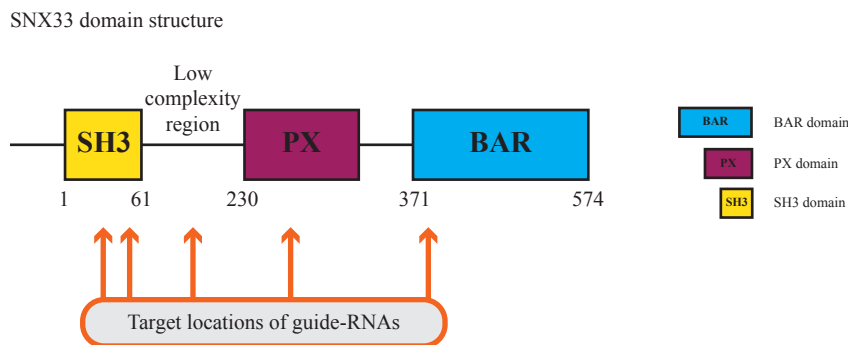 SNX33 domain structure
Low
complexity
region
SH3
PX
BAR
1
61
230
371
574
BAR
BAR domain
PX
PX domain
SH3
SH3 domain
Target locations of guide-RNAs